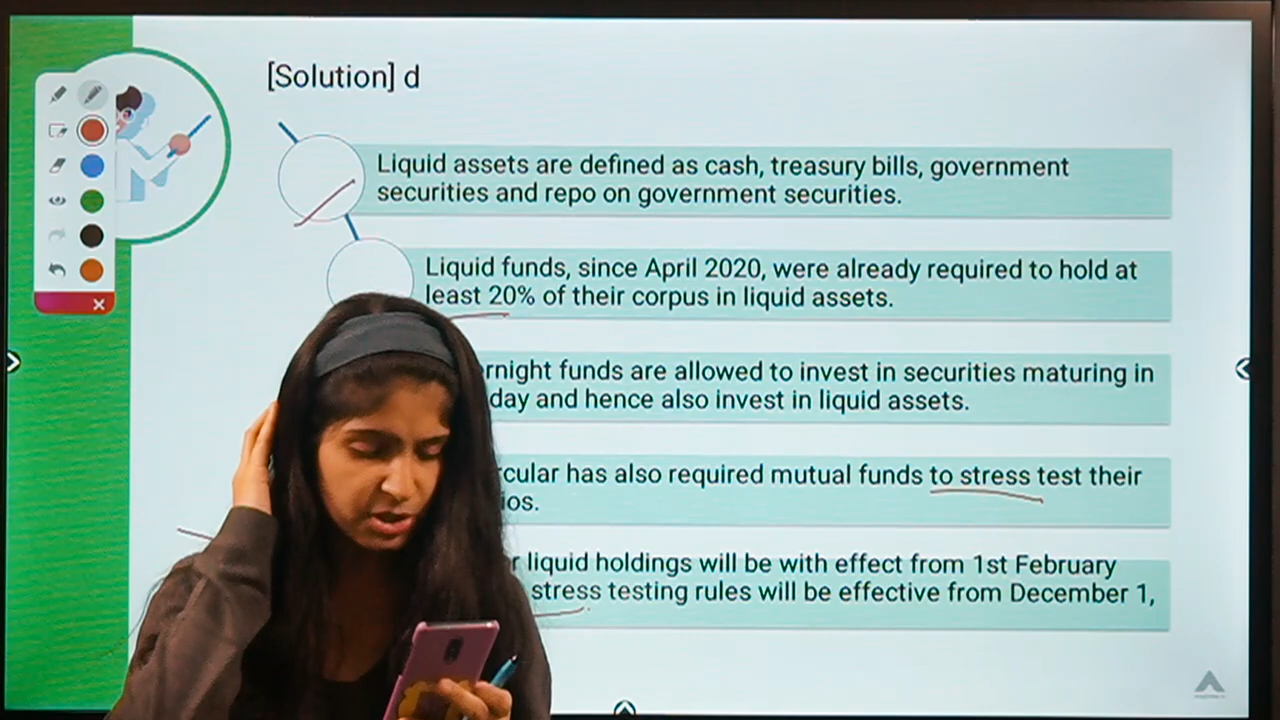 [Solution] d
Liquid assets are defined as cash, treasury bills, government
securities and repo on government securities.
Liquid funds, since April 2020, were already required to hold at
least 20% of their corpus in liquid assets.
rnight funds are allowed to invest in securities maturing in
day and hence also invest in liquid assets.
cular has also required mutual funds to stress test their
ios.
r liquid holdings will be with effect from 1st February
stress testing rules will be effective from December 1,